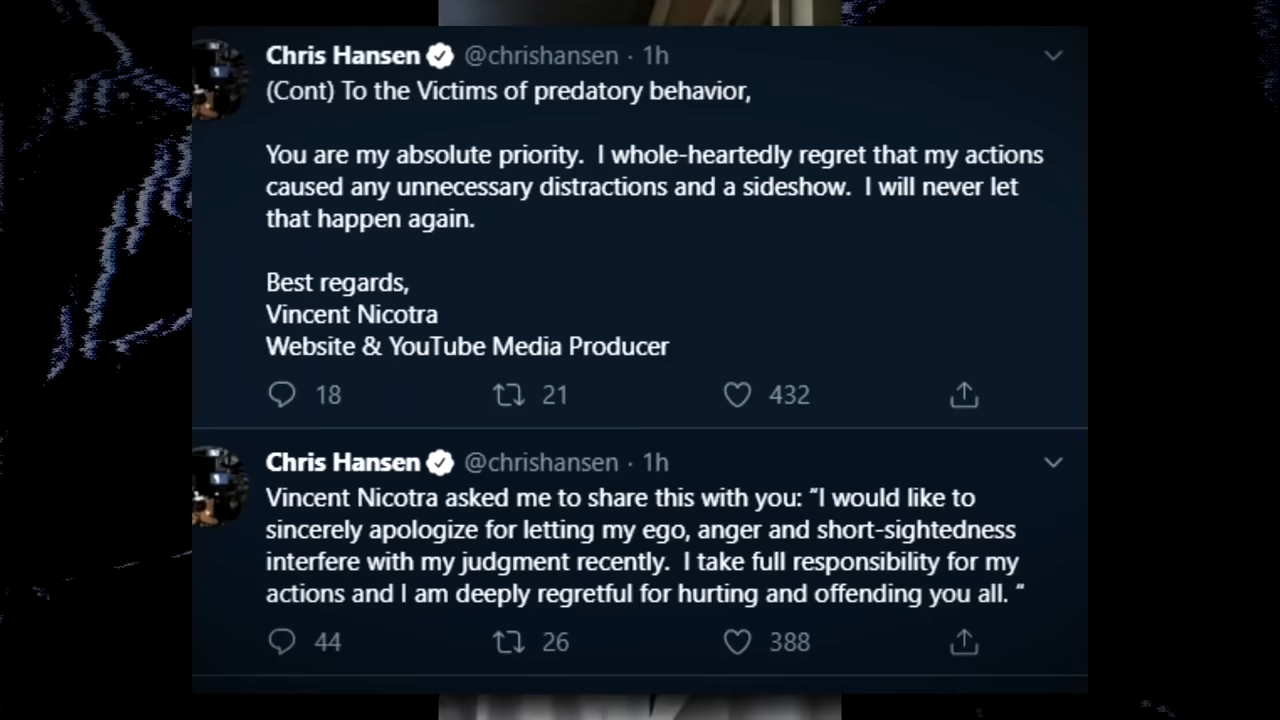 Chris Hansen @chrishansen · 1h
(Cont) To the Victims of predatory behavior,
You are my absolute priority.  I whole-heartedly regret that my actions
caused any unnecessary distractions and a sideshow.  I will never let
that happen again.
Best regards,
Vincent Nicotra
Website & YouTube Media Producer
18 21 432
Chris Hansen @chrishansen · 1h
Vincent Nicotra asked me to share this with you: “I would like to
sincerely apologize for letting my ego, anger and short-sightedness
interfere with my judgment recently.  I take full responsibility for my
actions and I am deeply regretful for hurting and offending you all. “
44 26 388